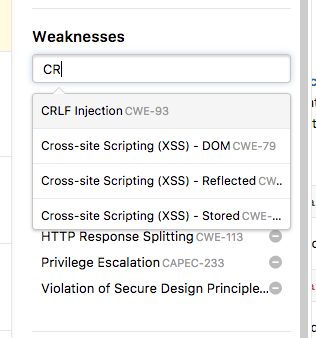 Weaknesses
CR
CRLF Injection CWE-93
Cross-site Scripting (XSS) - DOM CWE-79
Cross-site Scripting (XSS) - Reflected CW...
Cross-site Scripting (XSS) - Stored CWE-...
HTTP Response Splitting CWE-113
Privilege Escalation CAPEC-233
Violation of Secure Design Principle...